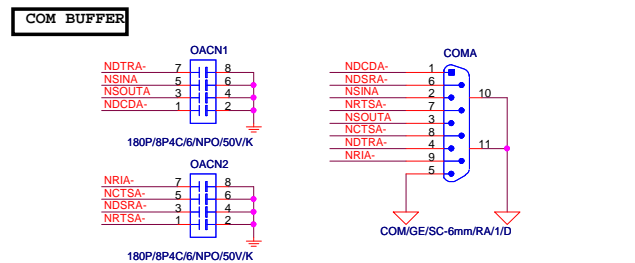 COM BUFFER
OACN1
NDTRA- 7 8
NSINA 5 6
NSOUTA 3 4
NDCDA- 1 2
180P/8P4C/6/NPO/50V/K
OACN2
NRIA- 7 8
NCTSA- 5 6
NDSRA- 3 4
NRTSA- 1 2
180P/8P4C/6/NPO/50V/K
COMA
NDCDA- 1
NDSRA- 6
NSINA 2 10
NRTSA- 7
NSOUTA 3
NCTSA- 8
NDTRA- 4 11
NRIA- 9
5
COM/GE/SC-6mm/RA/1/D